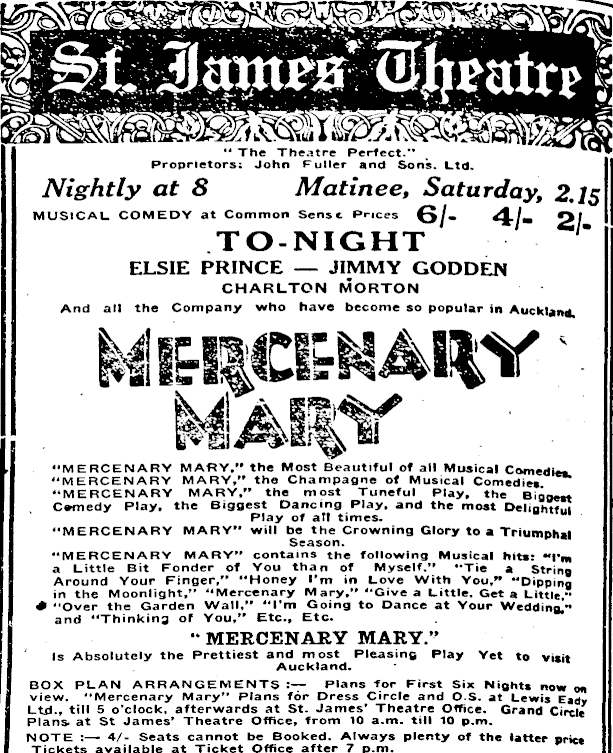 St. James' Theatre
"The Theatre Perfect."
Proprietors: John Fuller and Sons. Ltd.
Nightly at 8 Matinee, Saturday, 2.15
MUSICAL COMEDY at Common Sense Prices 6/- 4/- 2/-
TO-NIGHT
ELSIE PRINCE — JIMMY GODDEN
CHARLTON MORTON
And all the Company who have become so popular in Auckland.
MERCENARY
MARY
"MERCENARY MARY," the Most Beautiful of all Musical Comedies.
"MERCENARY MARY," the Champagne of Musical Comedies.
"MERCENARY MARY," the most Tuneful Play, the Biggest
Comedy Play, the Biggest Dancing Play, and the most Delightful
Play of all times.
"MERCENARY MARY" will be the Crowning Glory to a Triumphal
Season.
"MERCENARY MARY" contains the following Musical hits: "I'm
a Little Bit Fonder of You than of Myself." "Tie a String
Around Your Finger," "Honey I'm in Love With You," "Dipping
in the Moonlight," "Mercenary Mary," "Give a Little, Get a Little,"
"Over the Garden Wall," "I'm Going to Dance at Your Wedding,"
and "Thinking of You," Etc., Etc.
"MERCENARY MARY."
Is Absolutely the Prettiest and most Pleasing Play Yet to visit
Auckland.
BOX PLAN ARRANGEMENTS :— Plans for First Six Nights now on
view. "Mercenary Mary" Plans for Dress Circle and O.S. at Lewis Eady
Ltd., till 5 o'clock, afterwards at St. James' Theatre Office. Grand Circle
Plans at St James' Theatre Office, from 10 a.m. till 10 p.m.
NOTE :— 4/- Seats cannot be Booked. Always plenty of the latter price
Tickets available at Ticket Office after 7 p.m.